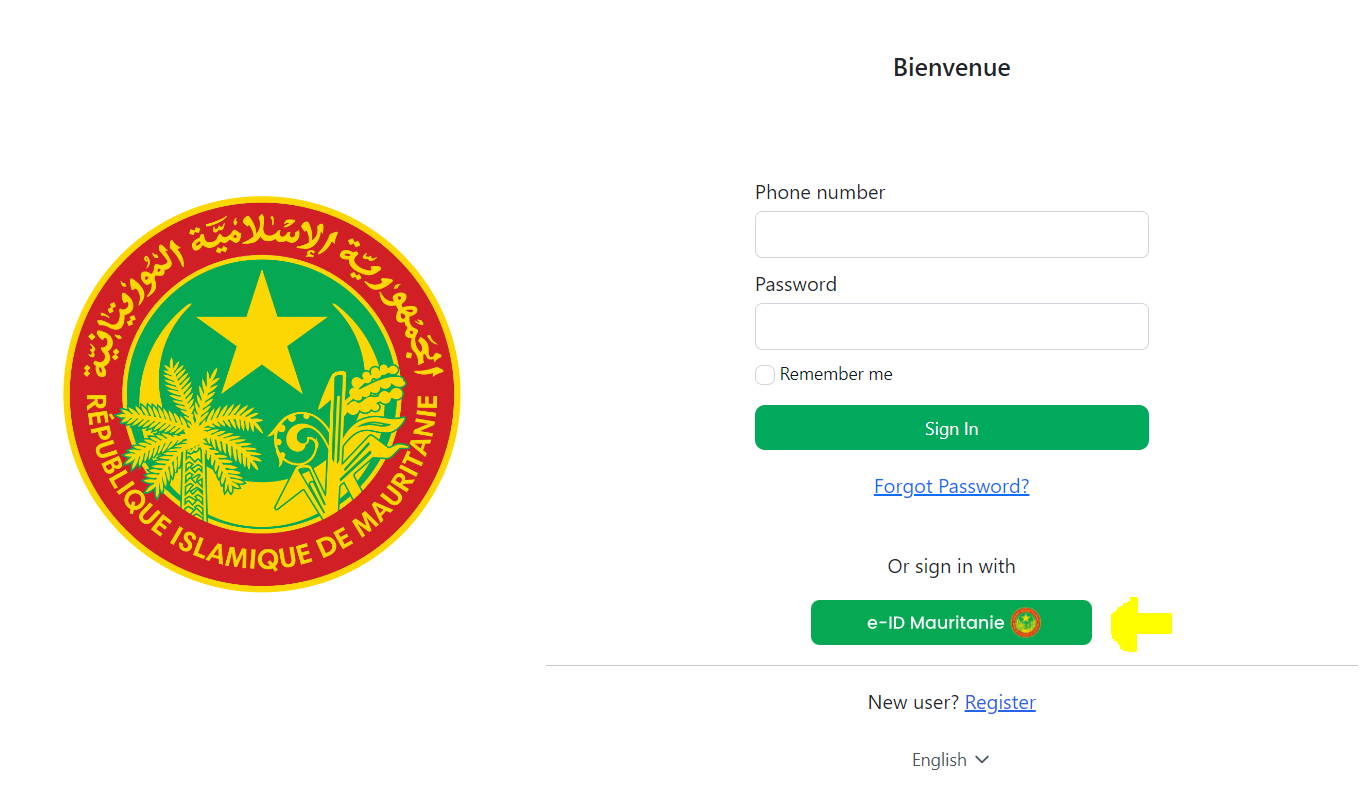 الجمهورية الإسلامية الموريتانية
RÉPUBLIQUE ISLAMIQUE DE MAURITANIE
Bienvenue
Phone number
Password
Remember me
Sign In
Forgot Password?
Or sign in with
e-ID Mauritanie
New user? Register
English